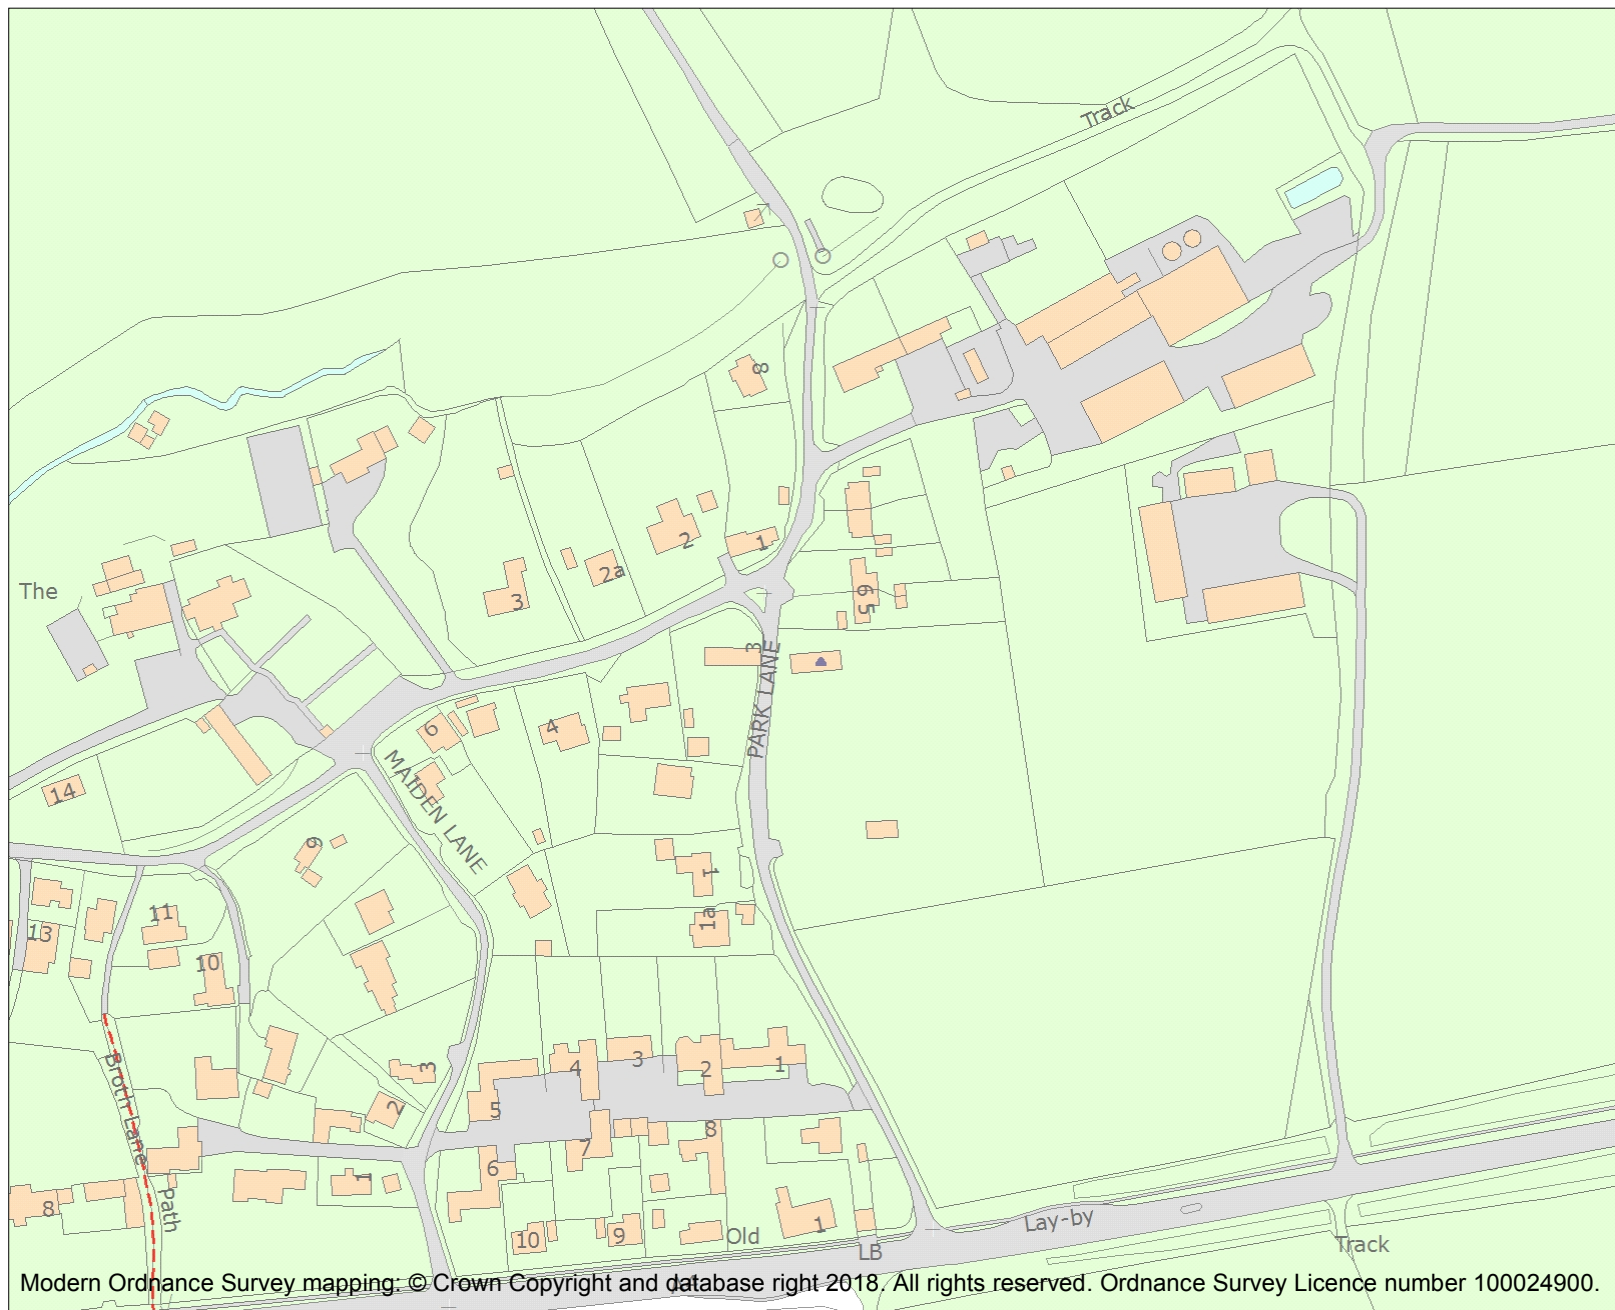 Track
8
The
2
1
2a
3
6 5
3
PARK LANE
6
4
14
MAIDEN LANE
9
1
11
1a
13
10
Broth Lane
Path
3
2
4
3
2
1
5
8
7
6
1
8
10
9
Old
1
LB
Lay-by
Track
Modern Ordnance Survey mapping: © Crown Copyright and database right 2018. All rights reserved. Ordnance Survey Licence number 100024900.